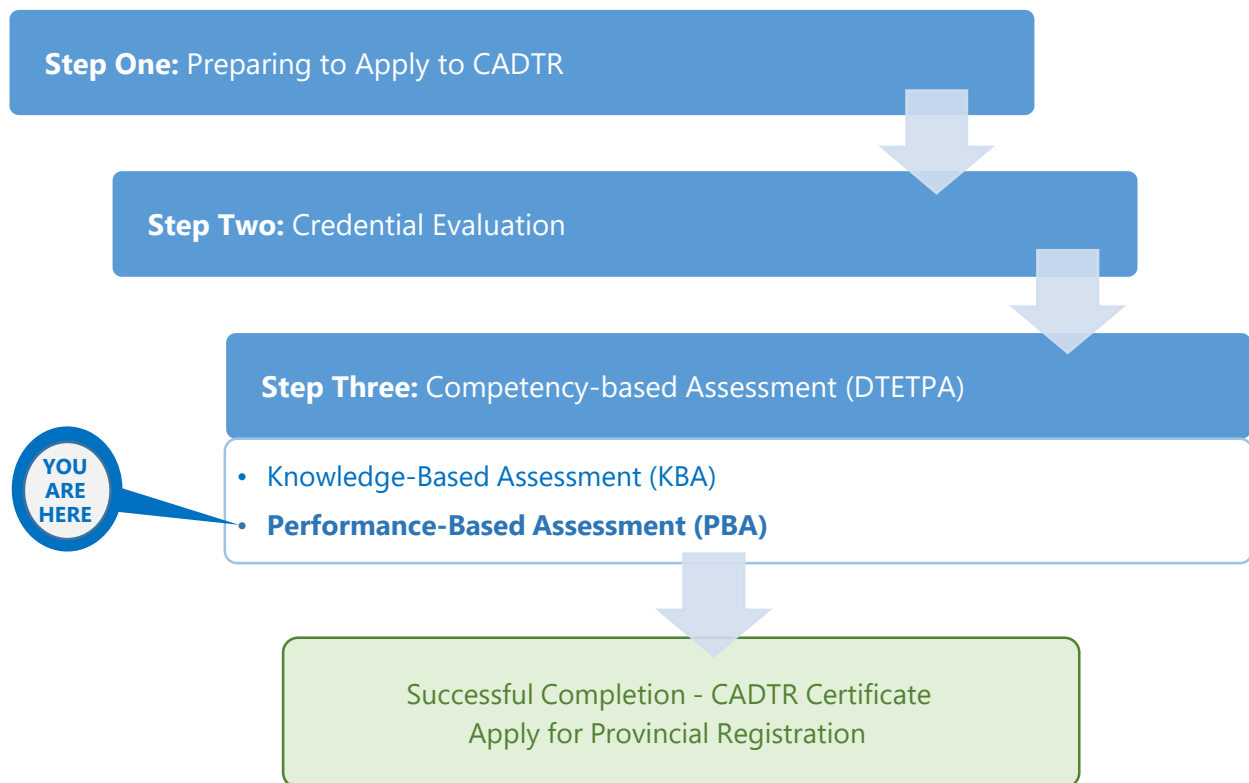 Step One: Preparing to Apply to CADTR
Step Two: Credential Evaluation
Step Three: Competency-based Assessment (DTETPA)
YOU
ARE
HERE
• Knowledge-Based Assessment (KBA)
• Performance-Based Assessment (PBA)
Successful Completion - CADTR Certificate
Apply for Provincial Registration